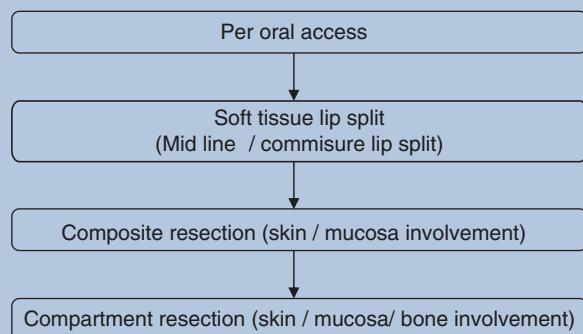 Per oral access
Soft tissue lip split
(Mid line / commisure lip split)
Composite resection (skin / mucosa involvement)
Compartment resection (skin / mucosa/ bone involvement)